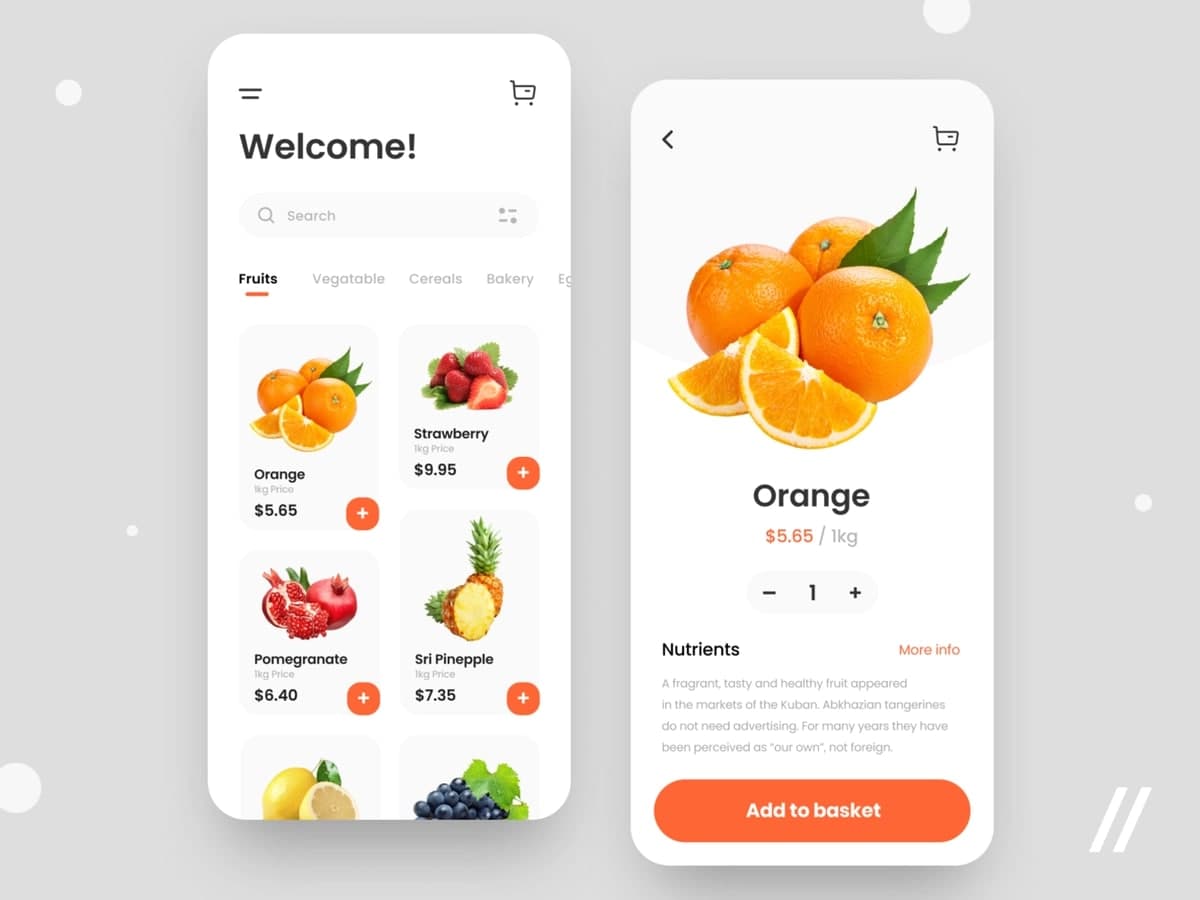 Welcome!
Search
Fruits Vegatable Cereals Bakery Eg
Orange
1kg Price
$5.65
Strawberry
1kg Price
$9.95
Pomegranate
1kg Price
$6.40
Sri Pinepple
1kg Price
$7.35
Orange
$5.65 / 1kg
1
Nutrients
More info
A fragrant, tasty and healthy fruit appeared
in the markets of the Kuban. Abkhazian tangerines
do not need advertising. For many years they have
been perceived as “our own”, not foreign.
Add to basket